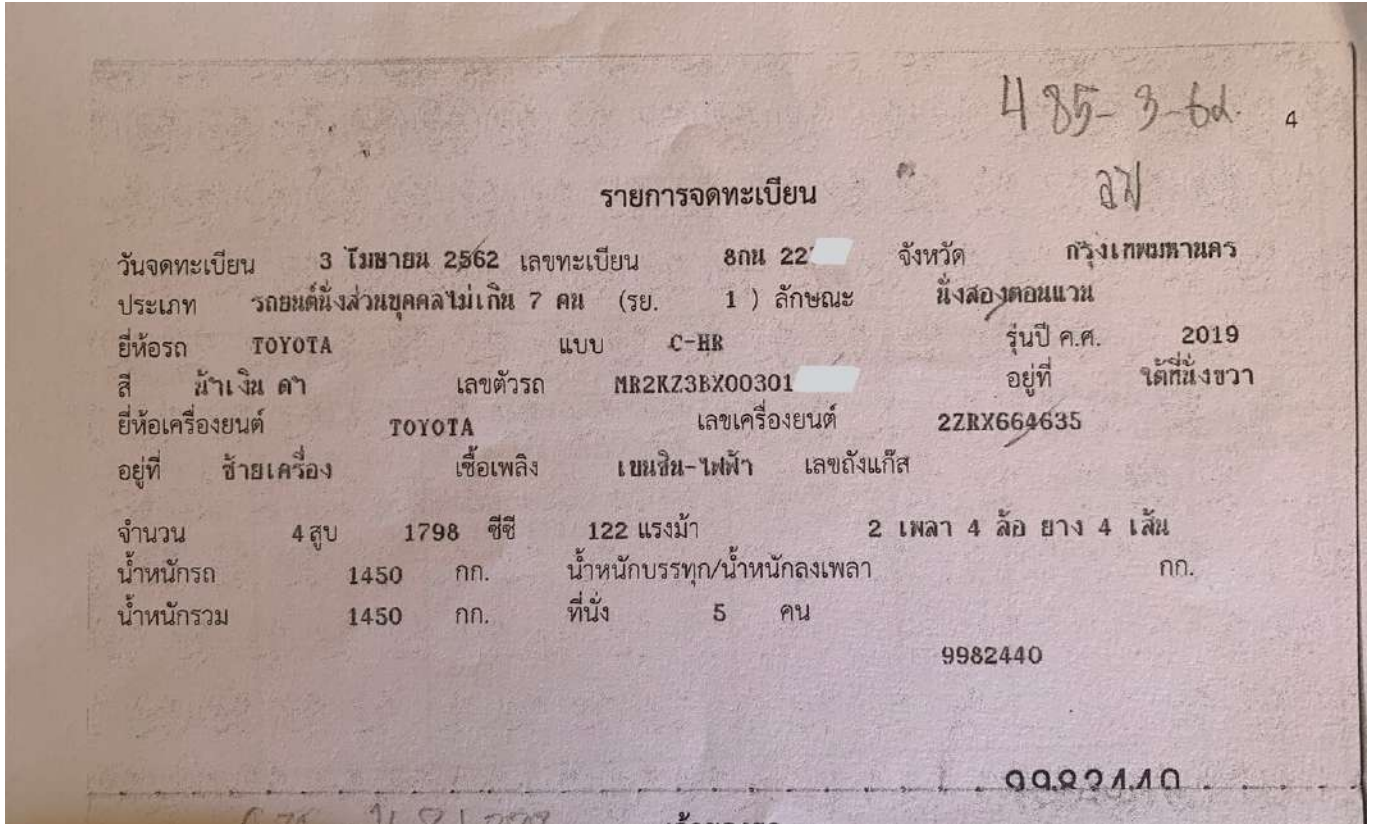 485-3-62. 4
รายการจดทะเบียน
วันจดทะเบียน 3 เมษายน 2562 เลขทะเบียน 8กน 22 จังหวัด กรุงเทพมหานคร
ประเภท รถยนต์นั่งส่วนบุคคลไม่เกิน 7 คน (รย. 1 ) ลักษณะ นั่งสองตอนแวน
ยี่ห้อรถ TOYOTA แบบ C-HR รุ่นปี ค.ศ. 2019
สี น้ำเงิน ดำ เลขตัวรถ MR2KZ3BX00301 อยู่ที่ ใต้ที่นั่งขวา
ยี่ห้อเครื่องยนต์ TOYOTA เลขเครื่องยนต์ 2ZRX664635
อยู่ที่ ซ้ายเครื่อง เชื้อเพลิง เบนซิน-ไฟฟ้า เลขถังแก๊ส
จำนวน 4 สูบ 1798 ซีซี 122 แรงม้า 2 เพลา 4 ล้อ ยาง 4 เส้น
น้ำหนักรถ 1450 กก. น้ำหนักบรรทุก/น้ำหนักลงเพลา กก.
น้ำหนักรวม 1450 กก. ที่นั่ง 5 คน
9982440
9982440